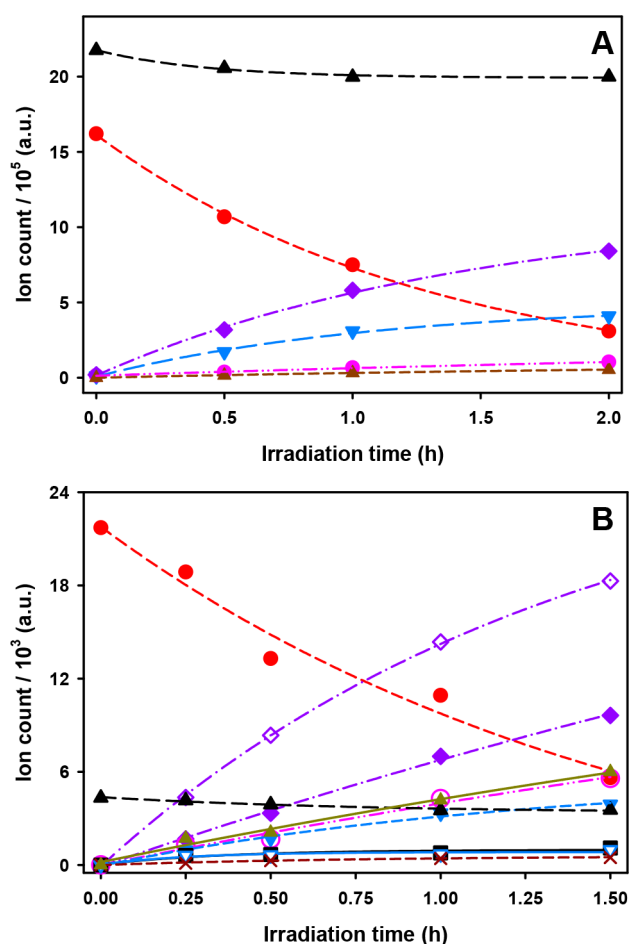 A
20
15
10
5
0
Ion count / 10⁵ (a.u.)
0.0 0.5 1.0 1.5 2.0
Irradiation time (h)
B
24
18
12
6
0
Ion count / 10³ (a.u.)
0.00 0.25 0.50 0.75 1.00 1.25 1.50
Irradiation time (h)